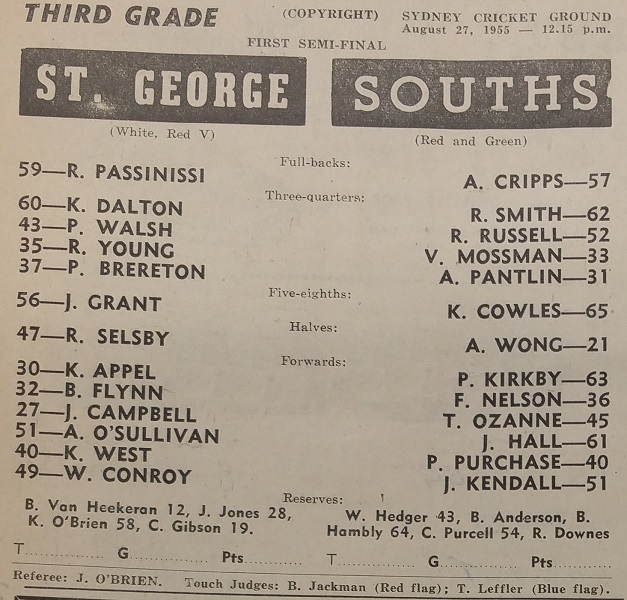 THIRD GRADE
(COPYRIGHT)
SYDNEY CRICKET GROUND
August 27, 1955 — 12.15 p.m.
FIRST SEMI-FINAL
ST. GEORGE
SOUTHS
(White, Red V)
(Red and Green)
Full-backs:
59—R. PASSINISSI
A. CRIPPS—57
Three-quarters:
60—K. DALTON
R. SMITH—62
43—P. WALSH
R. RUSSELL—52
35—R. YOUNG
V. MOSSMAN—33
37—P. BRERETON
A. PANTLIN—31
Five-eighths:
56—J. GRANT
K. COWLES—65
Halves:
47—R. SELSBY
A. WONG—21
Forwards:
30—K. APPEL
P. KIRKBY—63
32—B. FLYNN
F. NELSON—36
27—J. CAMPBELL
T. OZANNE—45
51—A. O'SULLIVAN
J. HALL—61
40—K. WEST
P. PURCHASE—40
49—W. CONROY
J. KENDALL—51
Reserves:
B. Van Heekeran 12, J. Jones 28,
K. O'Brien 58, C. Gibson 19.
W. Hedger 43, B. Anderson, B.
Hambly 64, C. Purcell 54, R. Downes
T............... G............... Pts............
T............... G............... Pts............
Referee: J. O'BRIEN. Touch Judges: B. Jackman (Red flag); T. Leffler (Blue flag).